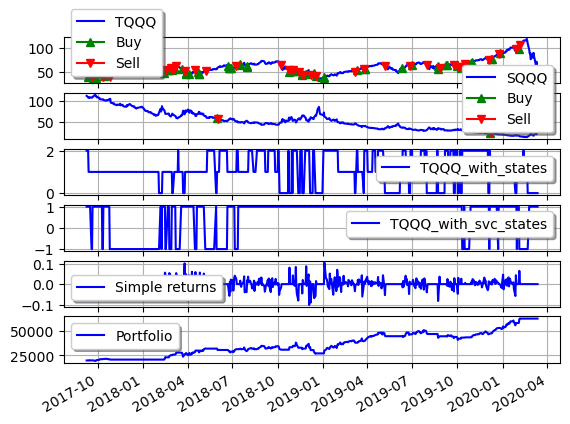 TQQQ
Buy
Sell
100
50
SQQQ
Buy
Sell
100
50
2
TQQQ_with_states
0
1
0
TQQQ_with_svc_states
−1
0.1
0.0
Simple returns
−0.1
Portfolio
50000
25000
2017-10
2018-01
2018-04
2018-07
2018-10
2019-01
2019-04
2019-07
2019-10
2020-01
2020-04